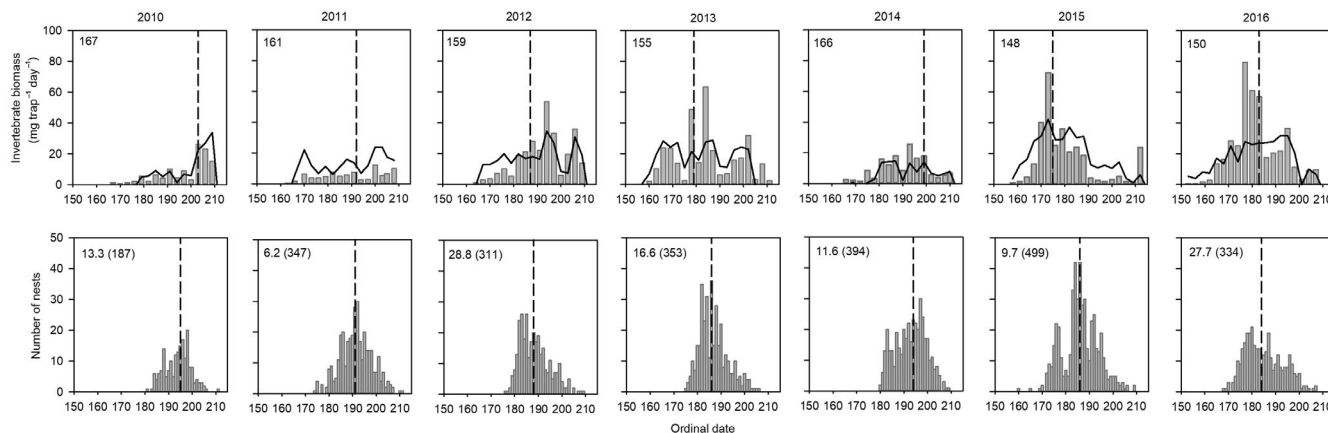 2010 2011 2012 2013 2014 2015 2016
Invertebrate biomass
(mg trap⁻¹ day⁻¹)
100
80
60
40
20
0
167 161 159 155 166 148 150
150 160 170 180 190 200 210 150 160 170 180 190 200 210 150 160 170 180 190 200 210 150 160 170 180 190 200 210 150 160 170 180 190 200 210 150 160 170 180 190 200 210 150 160 170 180 190 200 210
Number of nests
50
40
30
20
10
0
13.3 (187) 6.2 (347) 28.8 (311) 16.6 (353) 11.6 (394) 9.7 (499) 27.7 (334)
150 160 170 180 190 200 210 150 160 170 180 190 200 210 150 160 170 180 190 200 210 150 160 170 180 190 200 210 150 160 170 180 190 200 210 150 160 170 180 190 200 210 150 160 170 180 190 200 210
Ordinal date